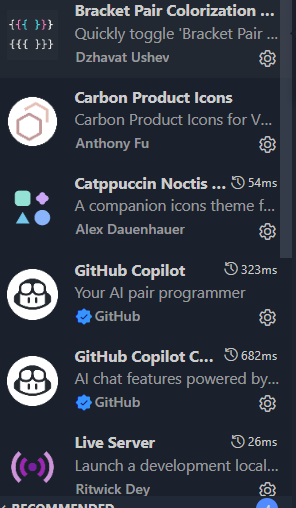 Bracket Pair Colorization ...
Quickly toggle 'Bracket Pair ...
Dzhavat Ushev
Carbon Product Icons
Carbon Product Icons for V...
Anthony Fu
Catppuccin Noctis ... 54ms
A companion icons theme f...
Alex Dauenhauer
GitHub Copilot 323ms
Your AI pair programmer
GitHub
GitHub Copilot C... 682ms
AI chat features powered by...
GitHub
Live Server 26ms
Launch a development local...
Ritwick Dey
RECOMMENDED